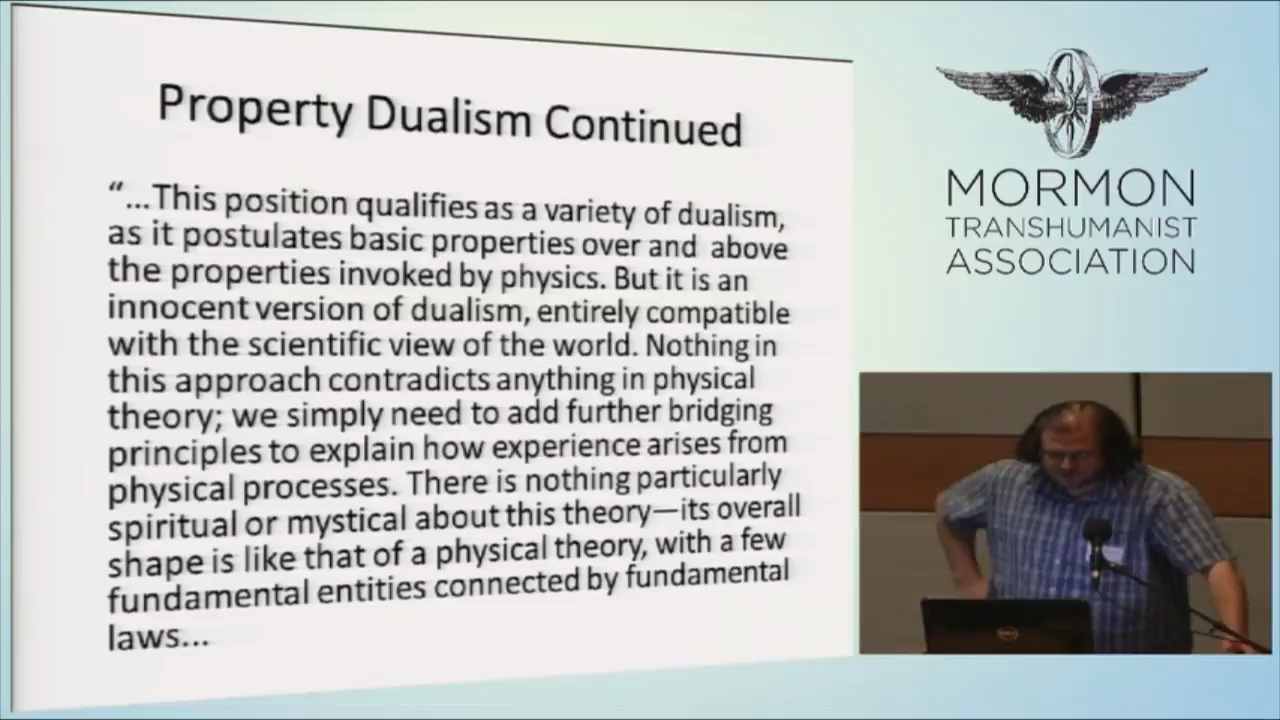 Property Dualism Continued
“...This position qualifies as a variety of dualism,
as it postulates basic properties over and above
the properties invoked by physics. But it is an
innocent version of dualism, entirely compatible
with the scientific view of the world. Nothing in
this approach contradicts anything in physical
theory; we simply need to add further bridging
principles to explain how experience arises from
physical processes. There is nothing particularly
spiritual or mystical about this theory—its overall
shape is like that of a physical theory, with a few
fundamental entities connected by fundamental
laws...
MORMON
TRANSHUMANIST
ASSOCIATION
DELL